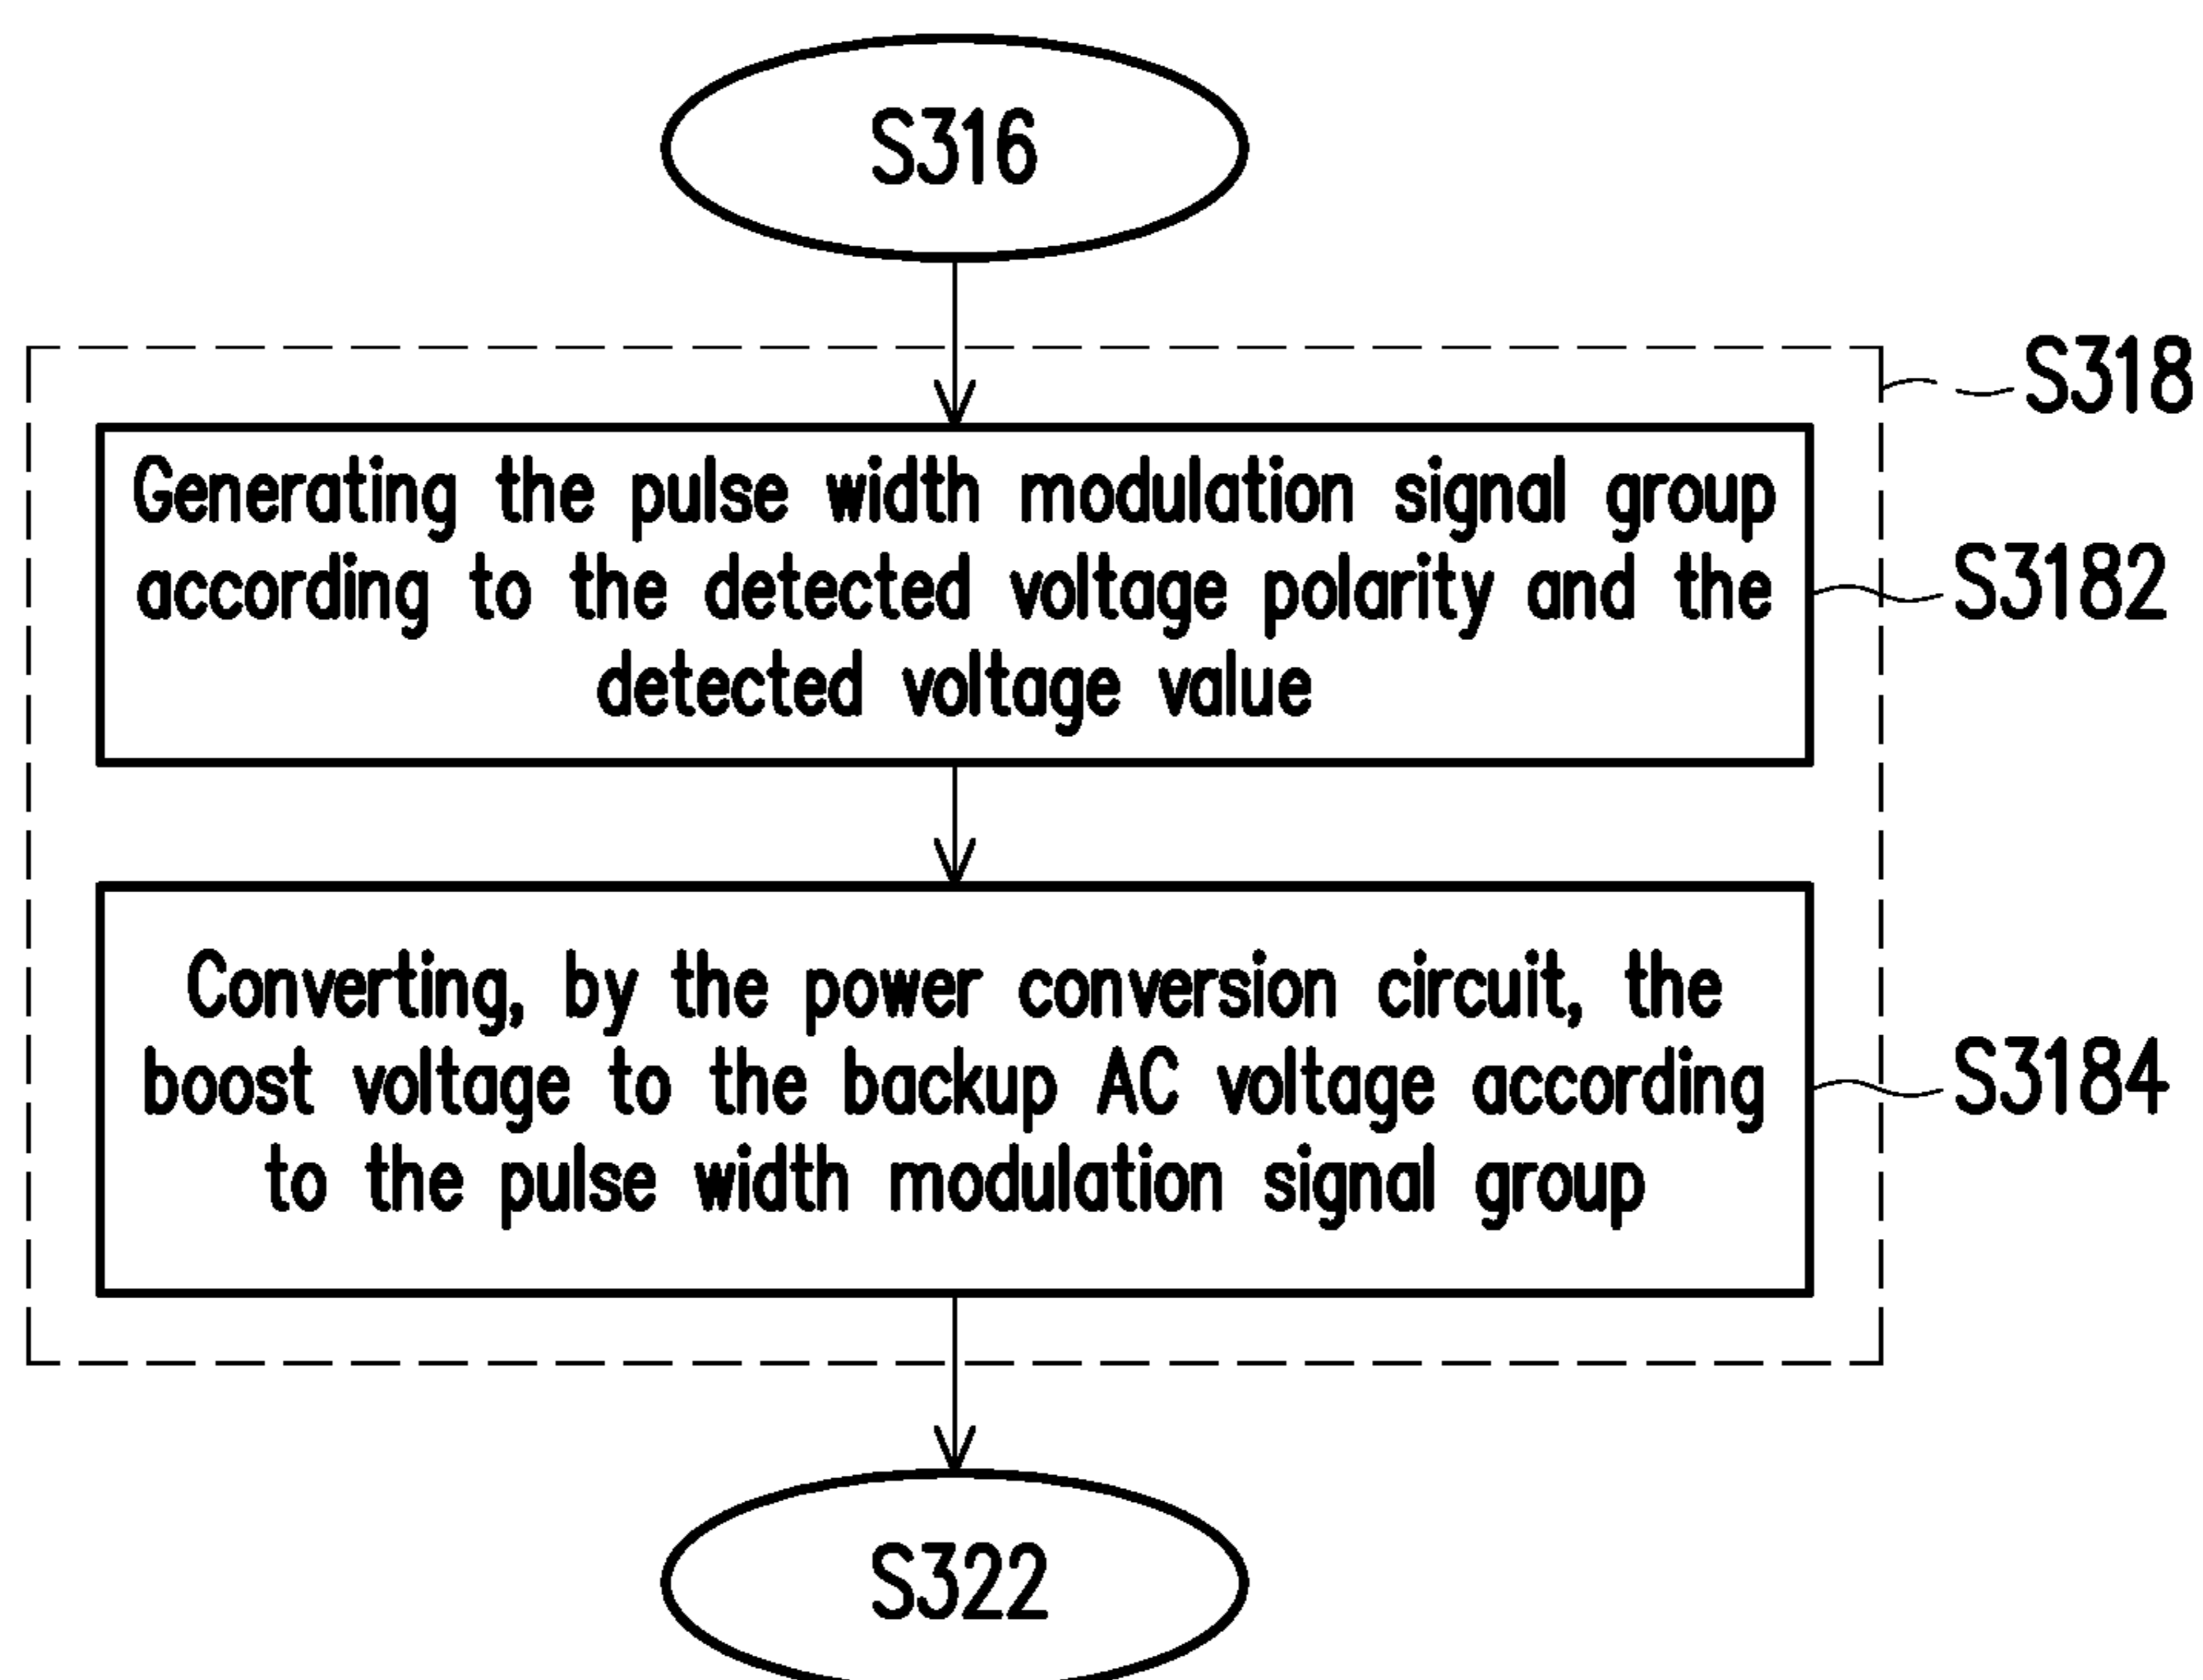 S316
S318
Generating the pulse width modulation signal group
according to the detected voltage polarity and the
detected voltage value
S3182
Converting, by the power conversion circuit, the
boost voltage to the backup AC voltage according
to the pulse width modulation signal group
S3184
S322